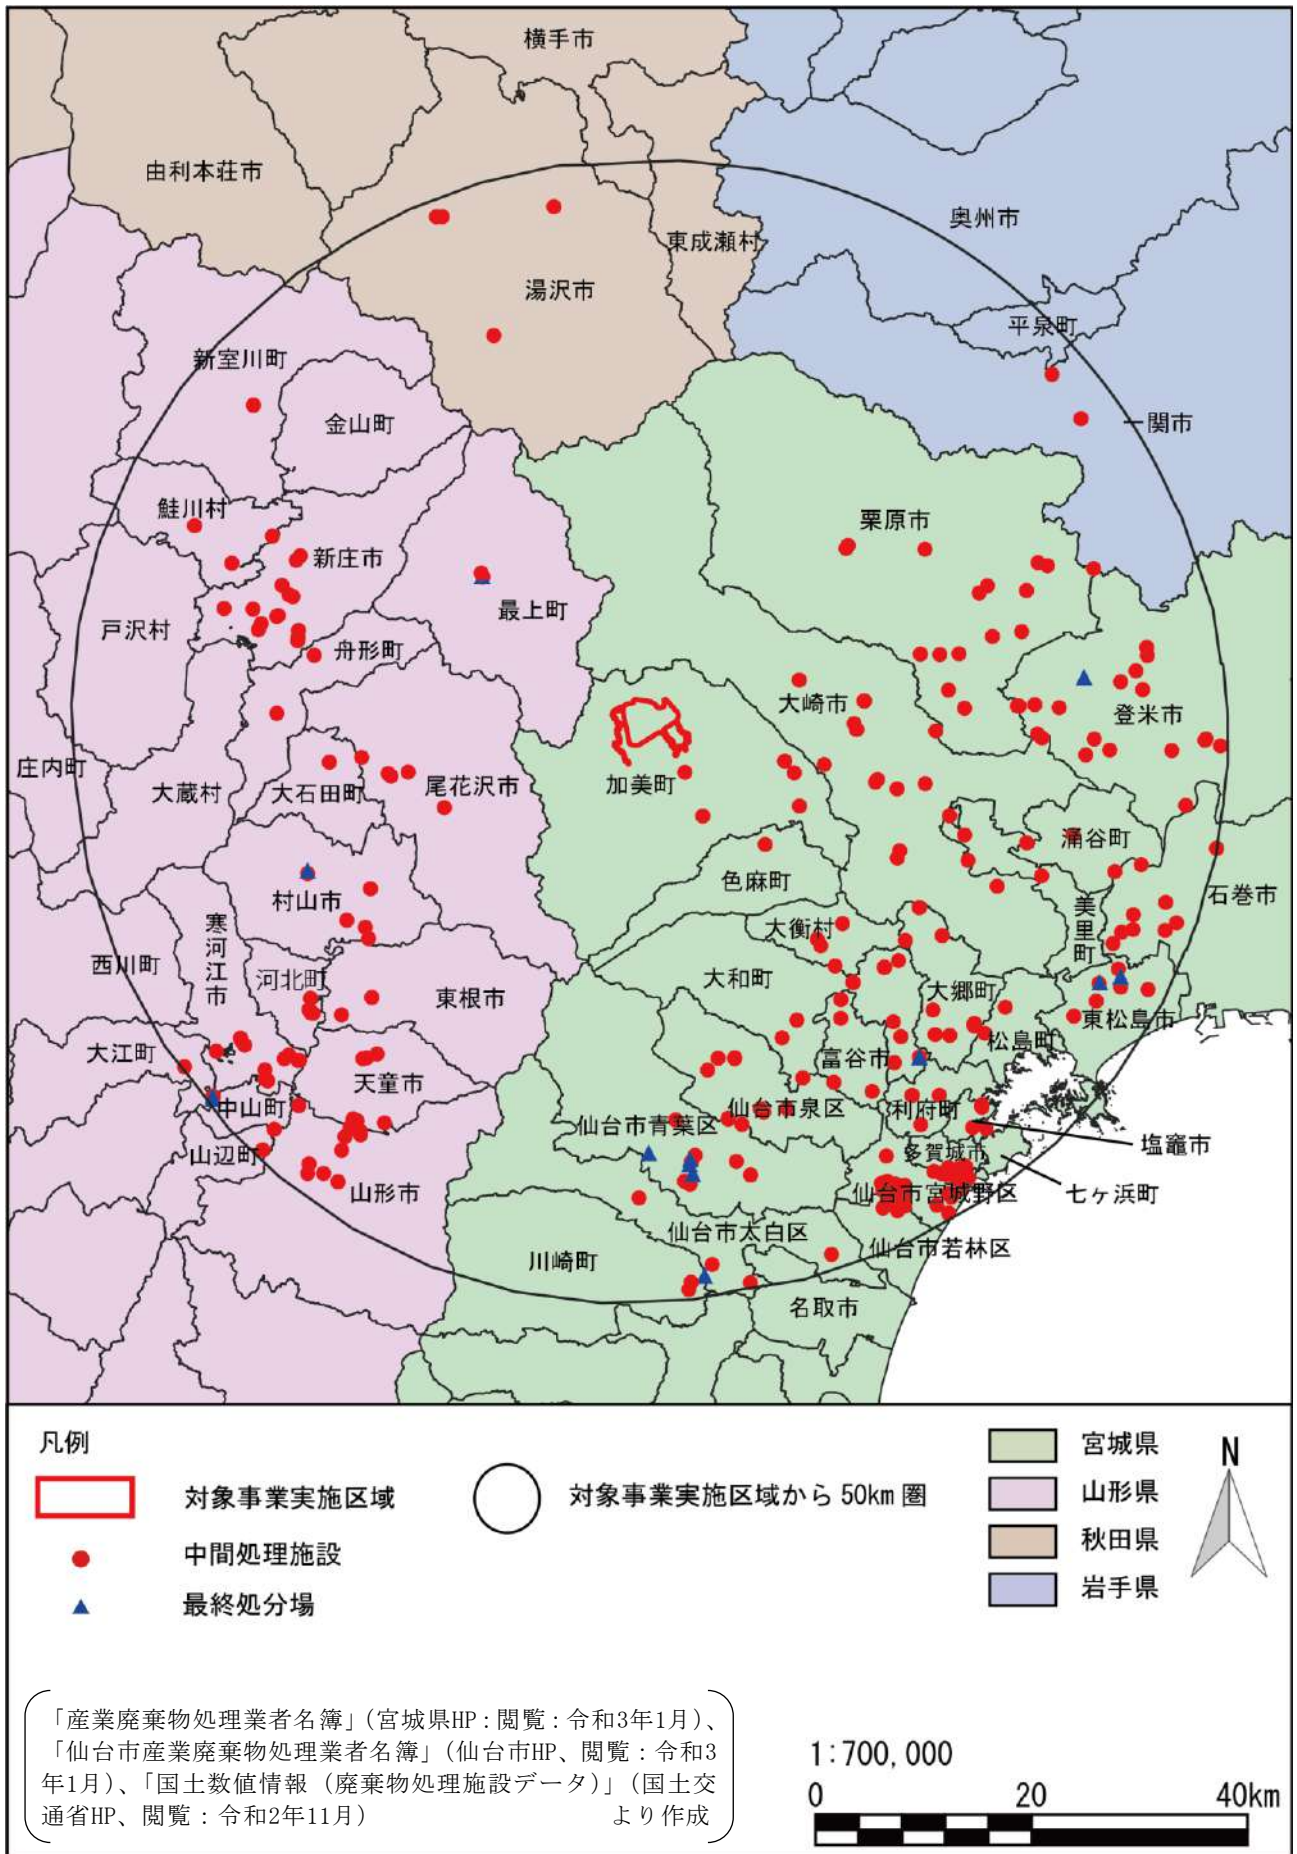 横手市
由利本荘市
奥州市
東成瀬村
湯沢市
平泉町
新室川町
金山町
一関市
鮭川村
栗原市
新庄市
最上町
戸沢村
舟形町
大崎市
登米市
庄内町
大蔵村
大石田町
尾花沢市
加美町
涌谷町
色麻町
村山市
石巻市
寒河江市
美里町
大衡村
西川町
河北町
東根市
大和町
大郷町
東松島市
大江町
松島町
富谷市
天童市
中山町
仙台市青葉区
仙台市泉区
利府町
塩竈市
山辺町
多賀城市
山形市
仙台市宮城野区
七ヶ浜町
仙台市太白区
仙台市若林区
川崎町
名取市
凡例
対象事業実施区域
対象事業実施区域から 50km 圏
中間処理施設
最終処分場
宮城県
山形県
秋田県
岩手県
N
「産業廃棄物処理業者名簿」(宮城県HP:閲覧:令和3年1月)、
「仙台市産業廃棄物処理業者名簿」(仙台市HP、閲覧:令和3
年1月)、「国土数値情報(廃棄物処理施設データ)」(国土交
通省HP、閲覧:令和2年11月) より作成
1:700,000
0 20 40km